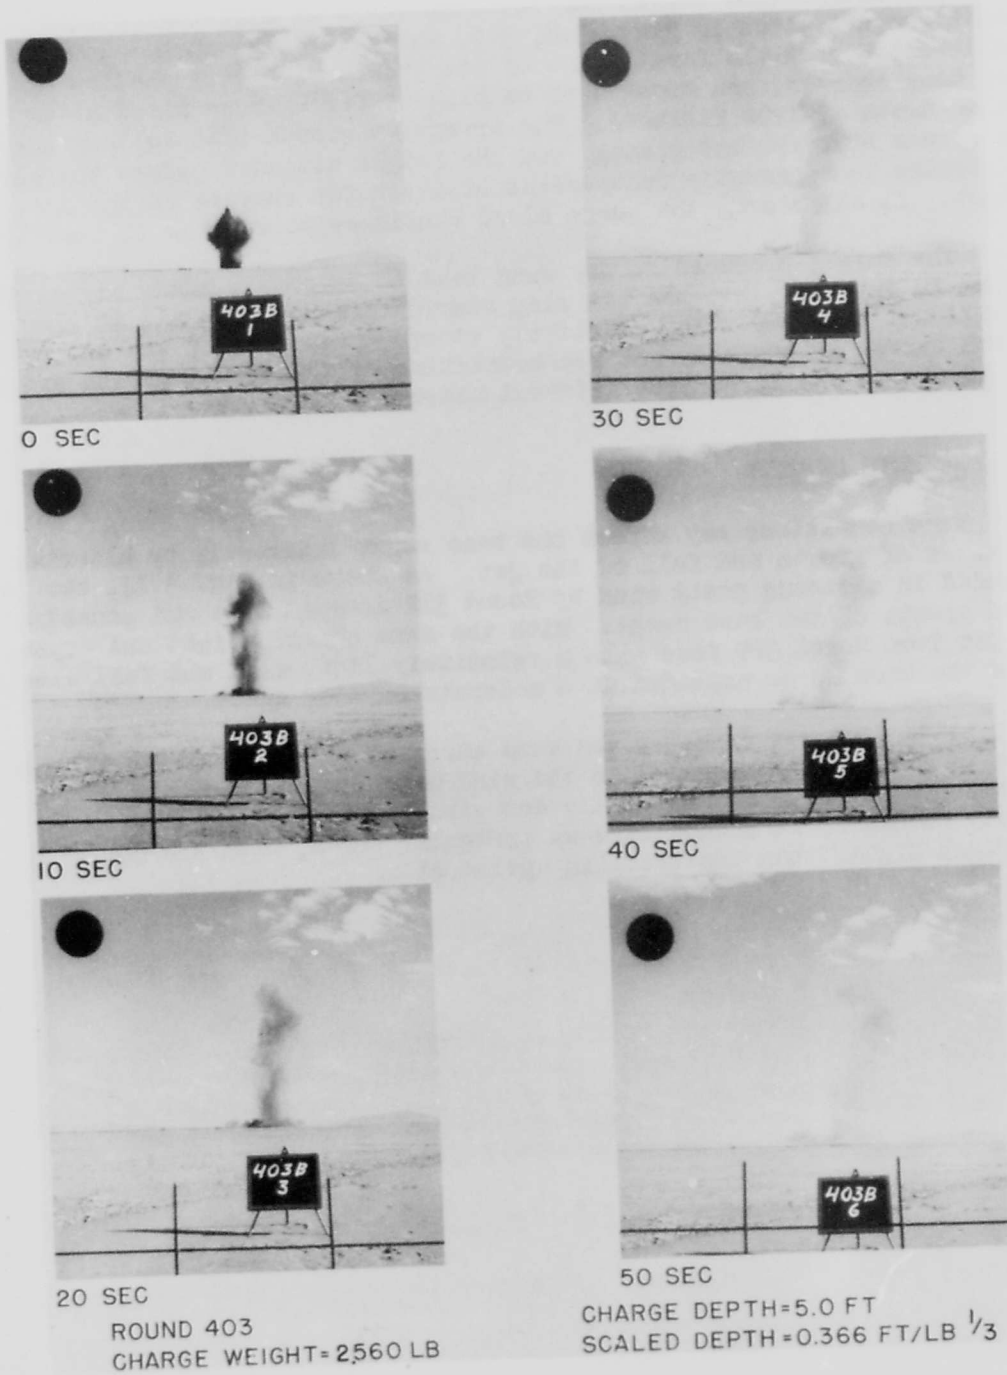 403B
1
0 SEC
403B
2
10 SEC
403B
3
20 SEC
403B
4
30 SEC
403B
5
40 SEC
403B
6
50 SEC
ROUND 403
CHARGE WEIGHT=2,560 LB
CHARGE DEPTH=5.0 FT
SCALED DEPTH=0.366 FT/LB 1/3